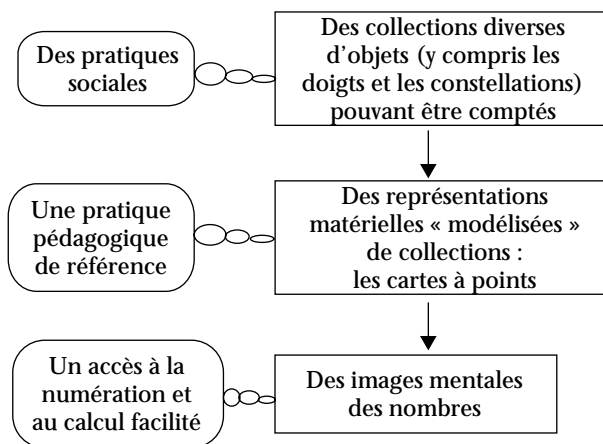 Des pratiques
sociales
Des collections diverses
d'objets (y compris les
doigts et les constellations)
pouvant être comptés
Une pratique
pédagogique
de référence
Des représentations
matérielles « modélisées »
de collections :
les cartes à points
Un accès à la
numération et
au calcul facilité
Des images mentales
des nombres